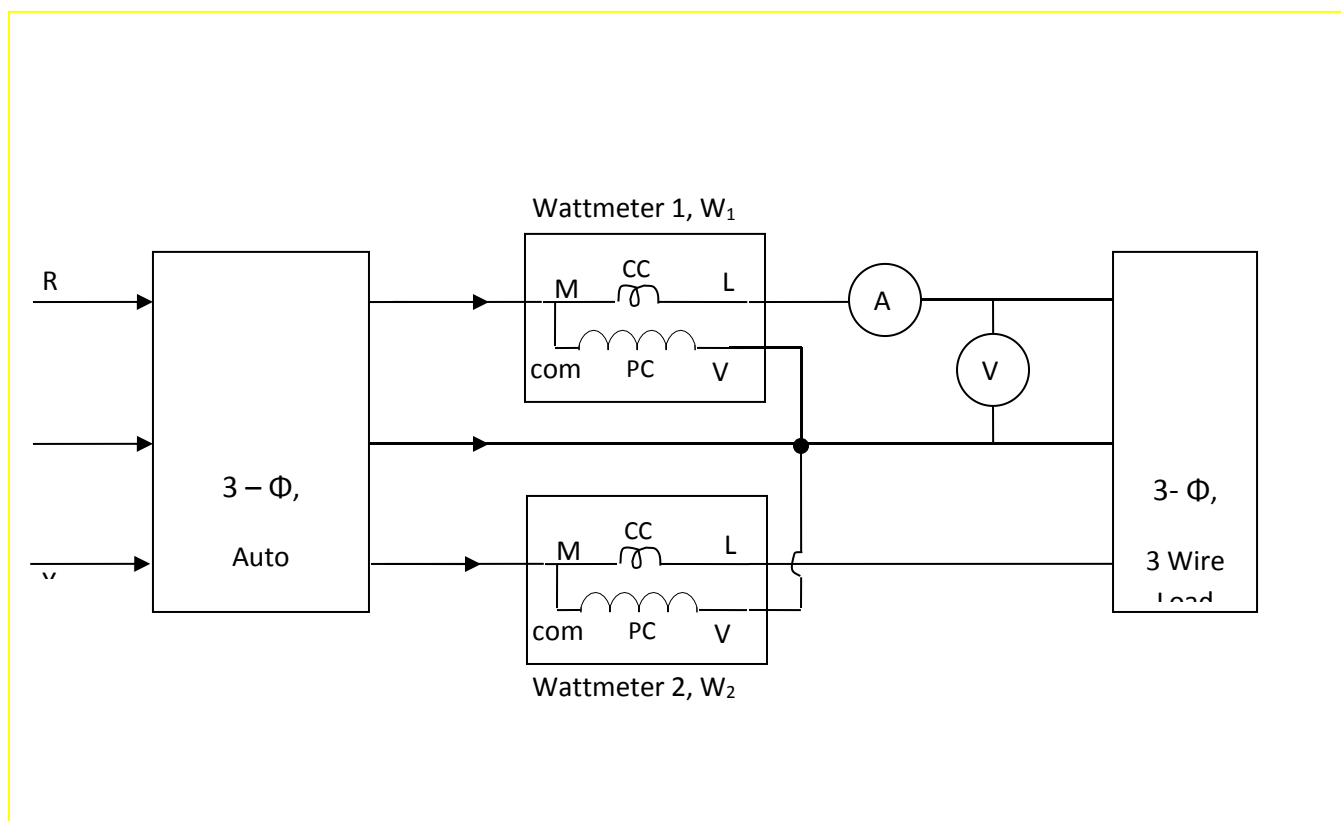 Wattmeter 1, W₁
R
M
CC
L
A
com
PC
V
V
3 – Φ,
Auto
3- Φ,
3 Wire
M
CC
L
com
PC
V
Wattmeter 2, W₂